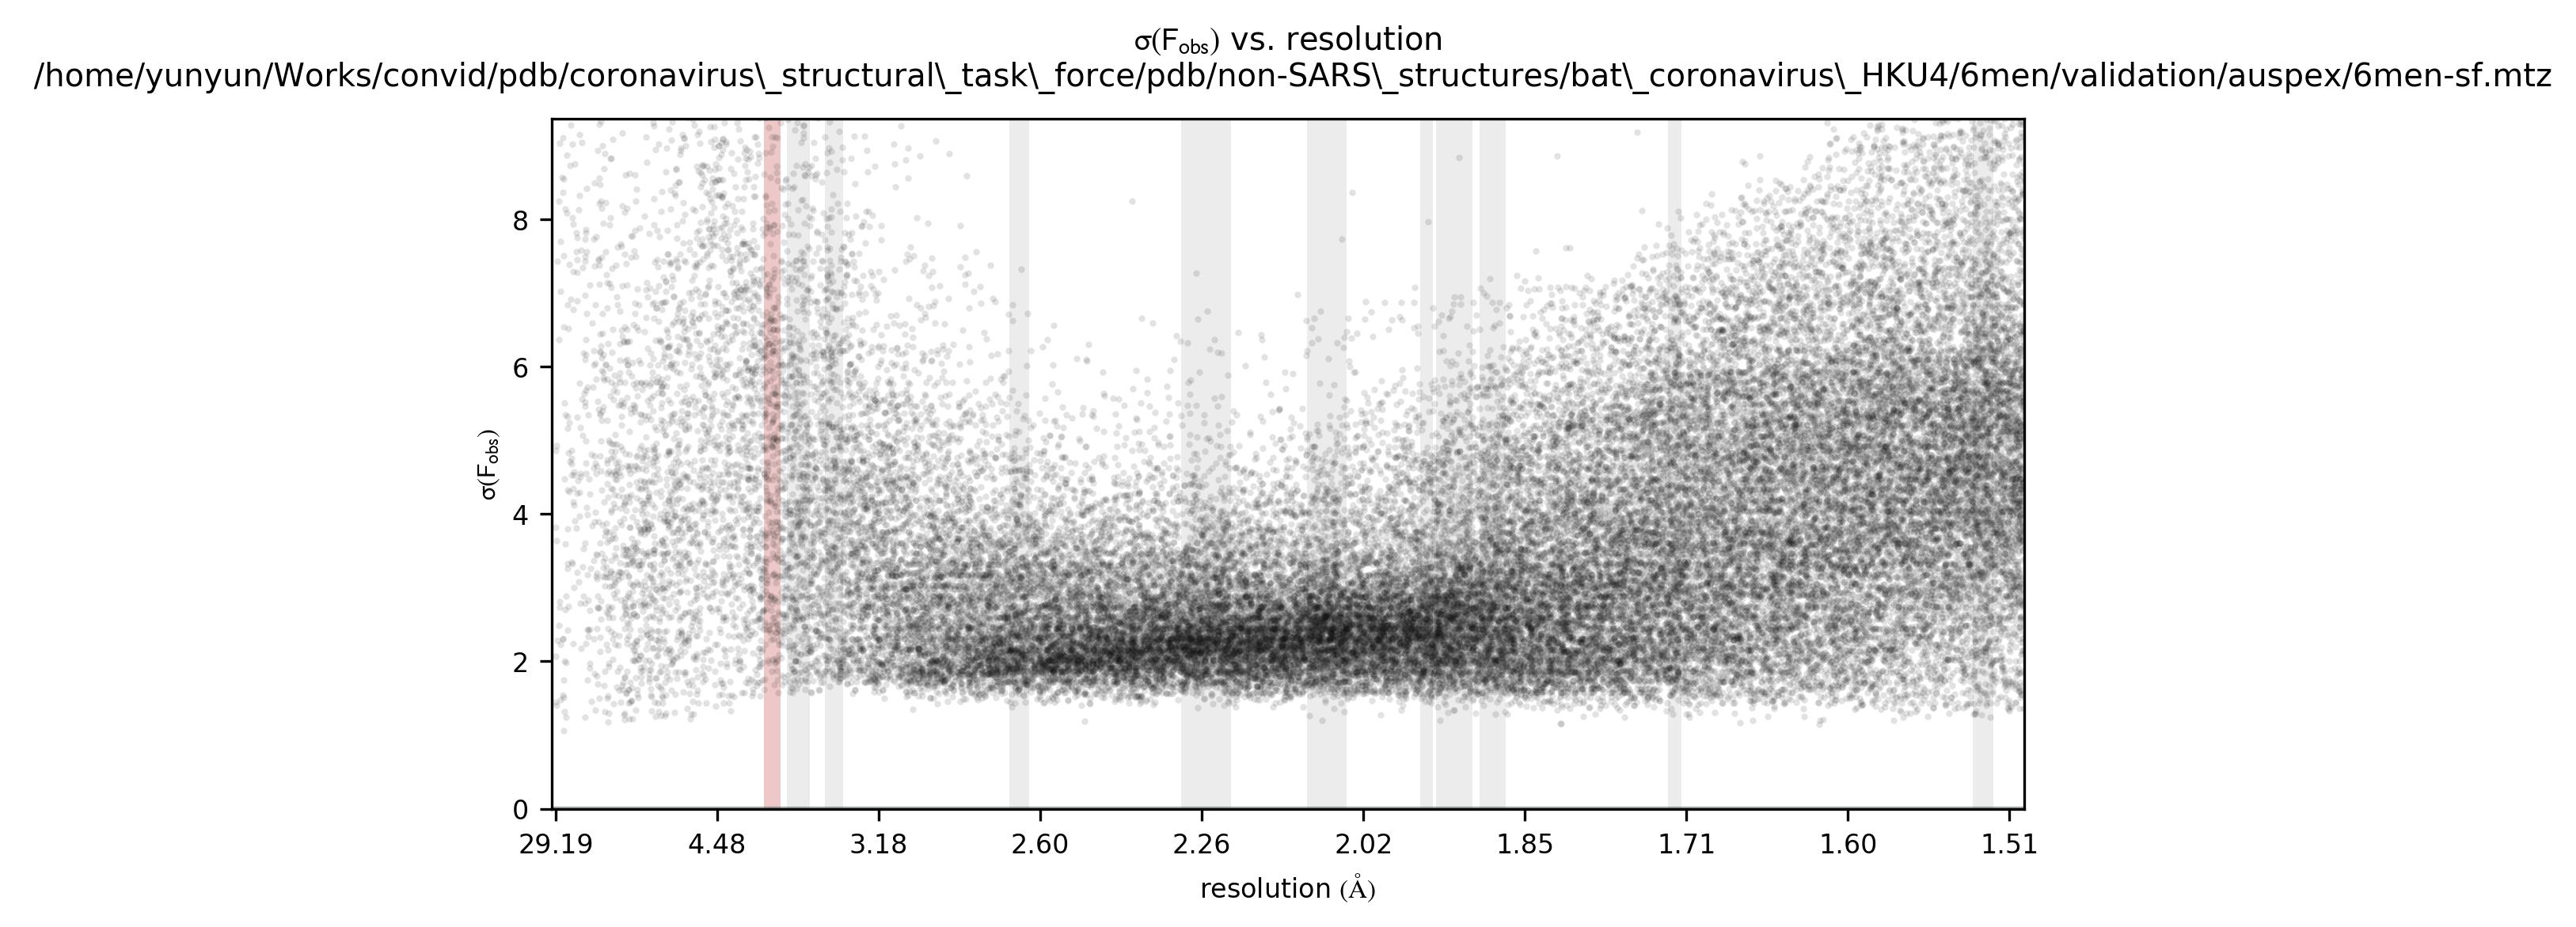 σ(Fobs) vs. resolution
/home/yunyun/Works/convid/pdb/coronavirus\_structural\_task\_force/pdb/non-SARS\_structures/bat\_coronavirus\_HKU4/6men/validation/auspex/6men-sf.mtz
8
6
4
2
0
σ(Fobs)
29.19 4.48 3.18 2.60 2.26 2.02 1.85 1.71 1.60 1.51
resolution (Å)